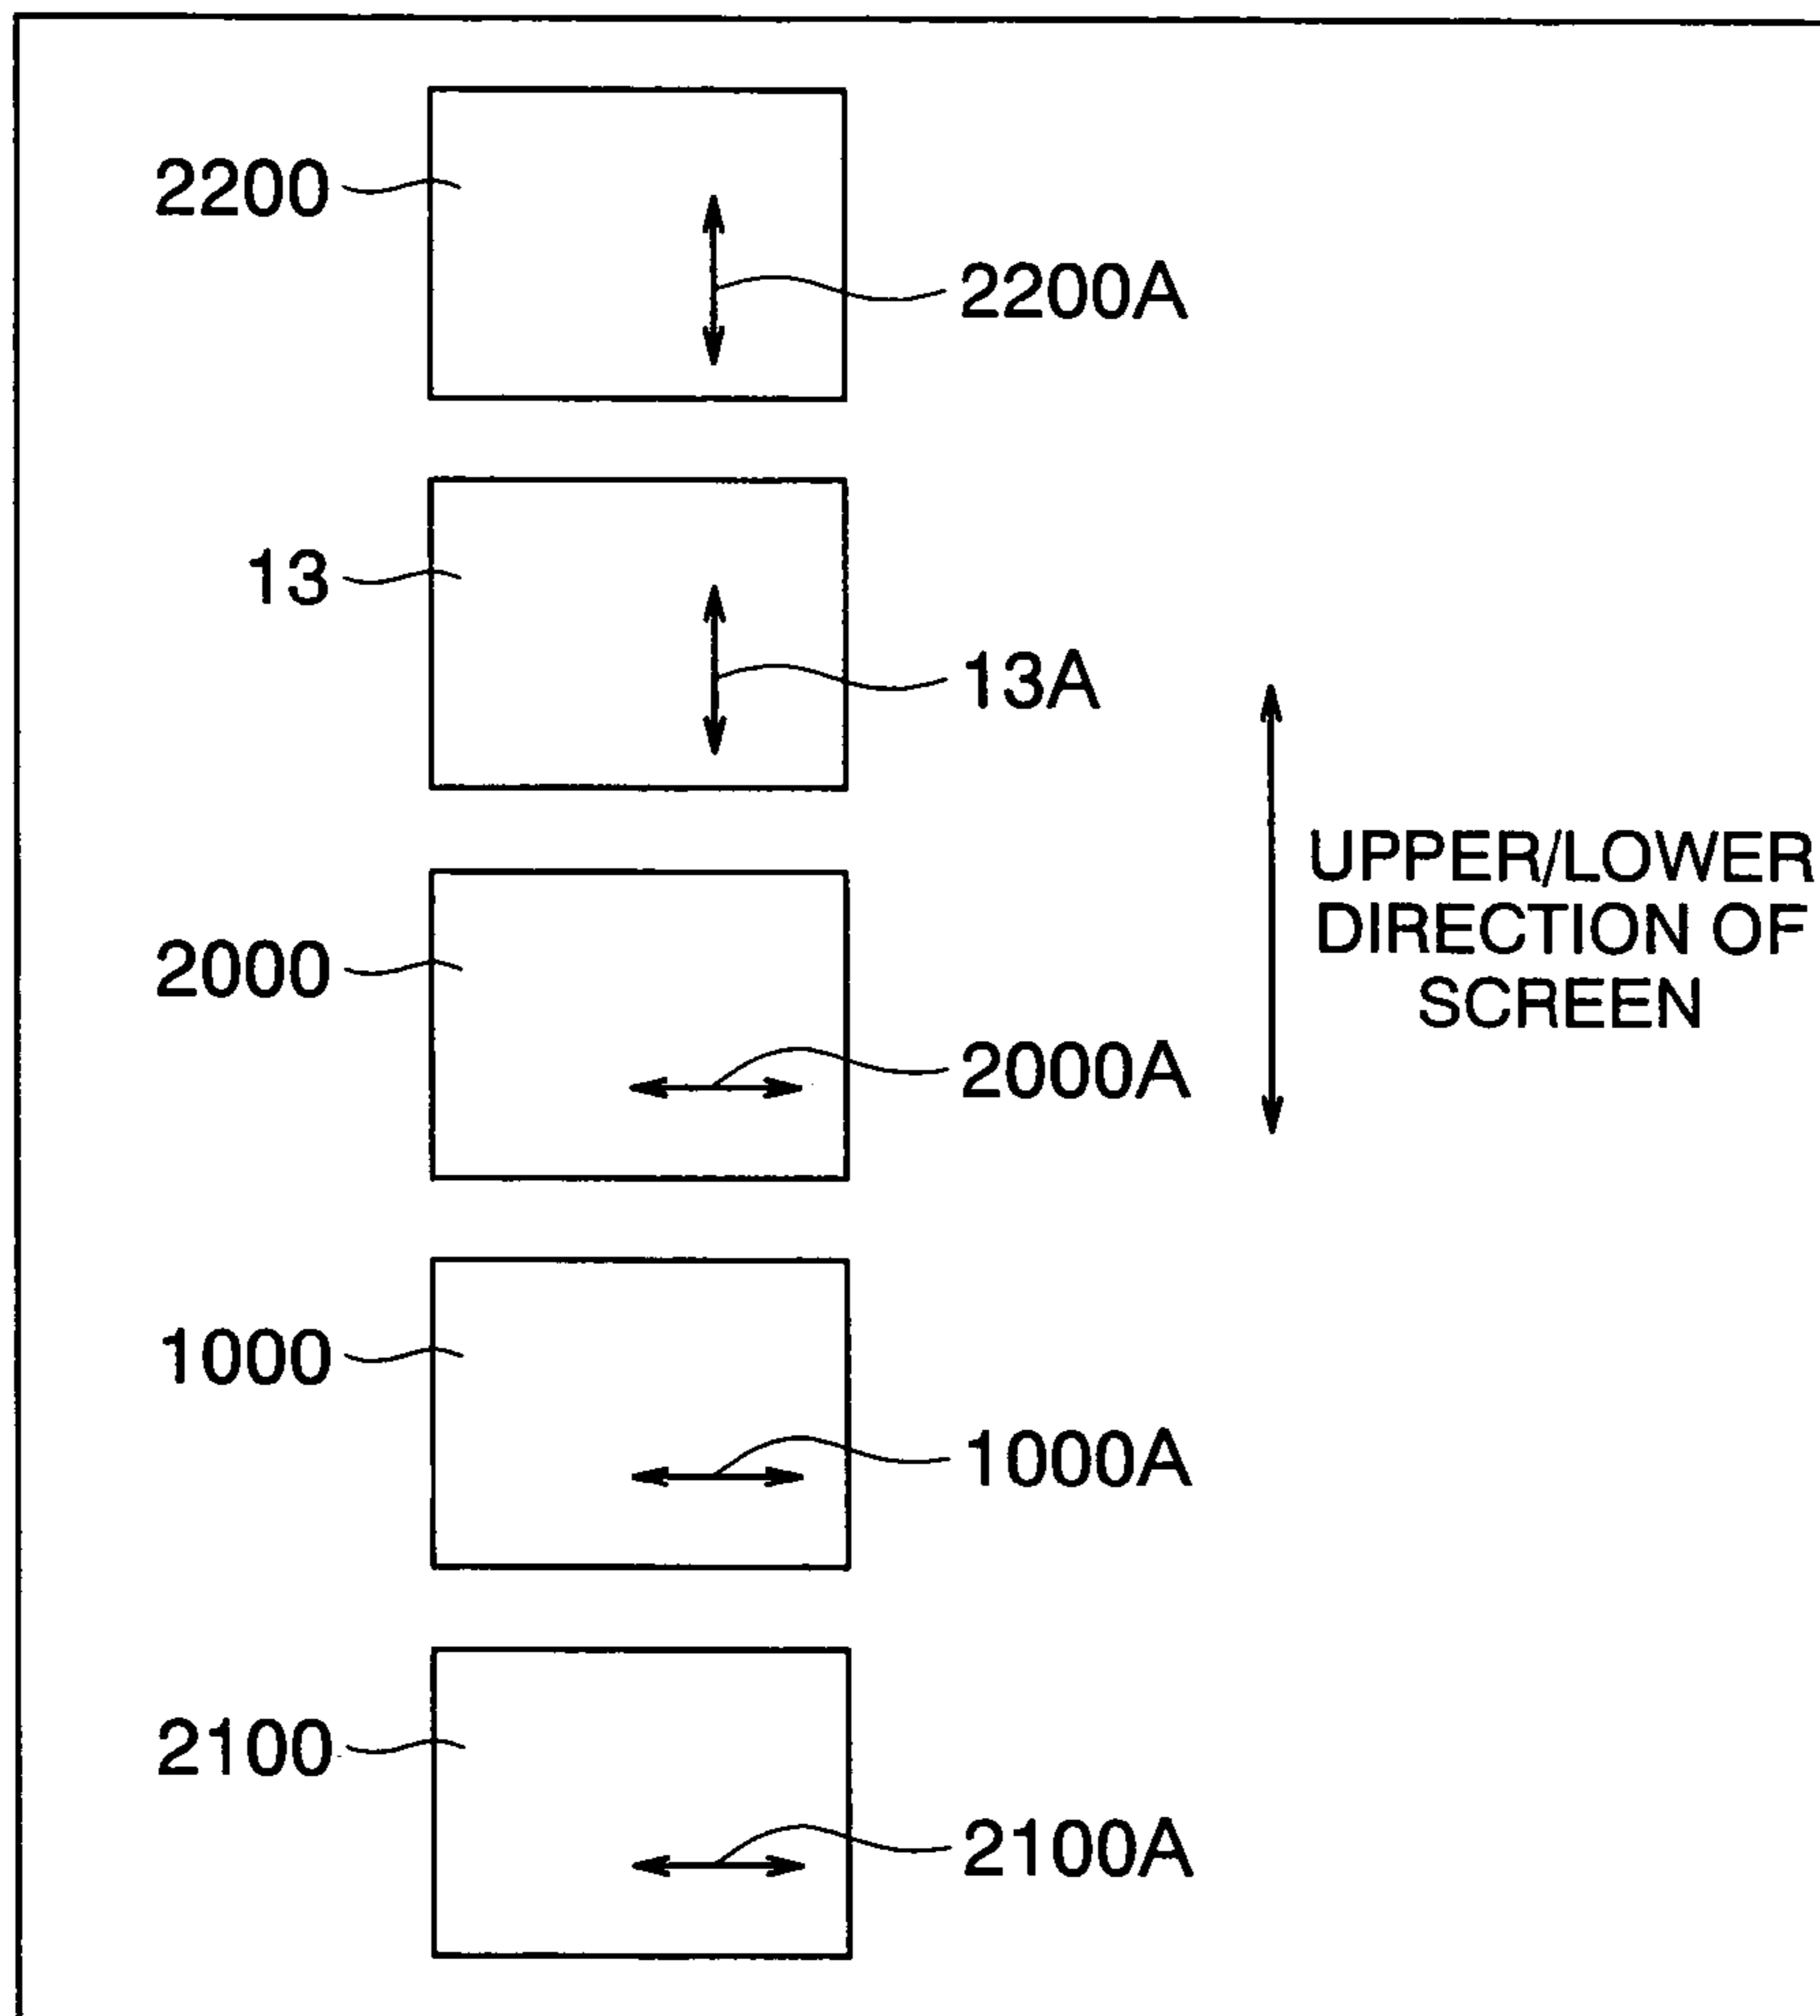 2200
2200A
13
13A
UPPER/LOWER
DIRECTION OF
SCREEN
2000
2000A
1000
1000A
2100
2100A